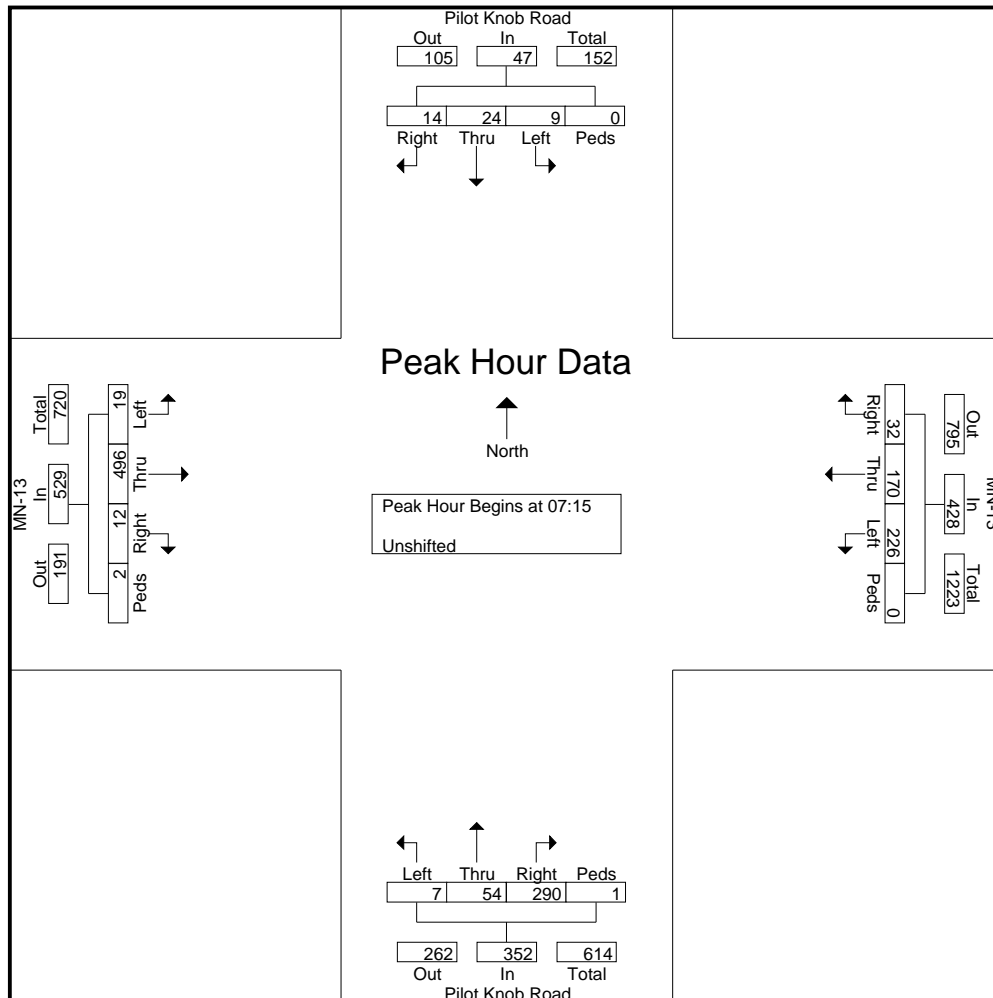 Pilot Knob Road
Out In Total
105 47 152
14 24 9 0
Right Thru Left Peds
Peak Hour Data
North
Peak Hour Begins at 07:15
Unshifted
MN-13
Total In Out
720 529 191
19 496 12 2
Left Thru Right Peds
Right Thru Left Peds
32 170 226 0
Out In Total
795 428 1223
MN-13
Left Thru Right Peds
7 54 290 1
262 352 614
Out In Total
Pilot Knob Road